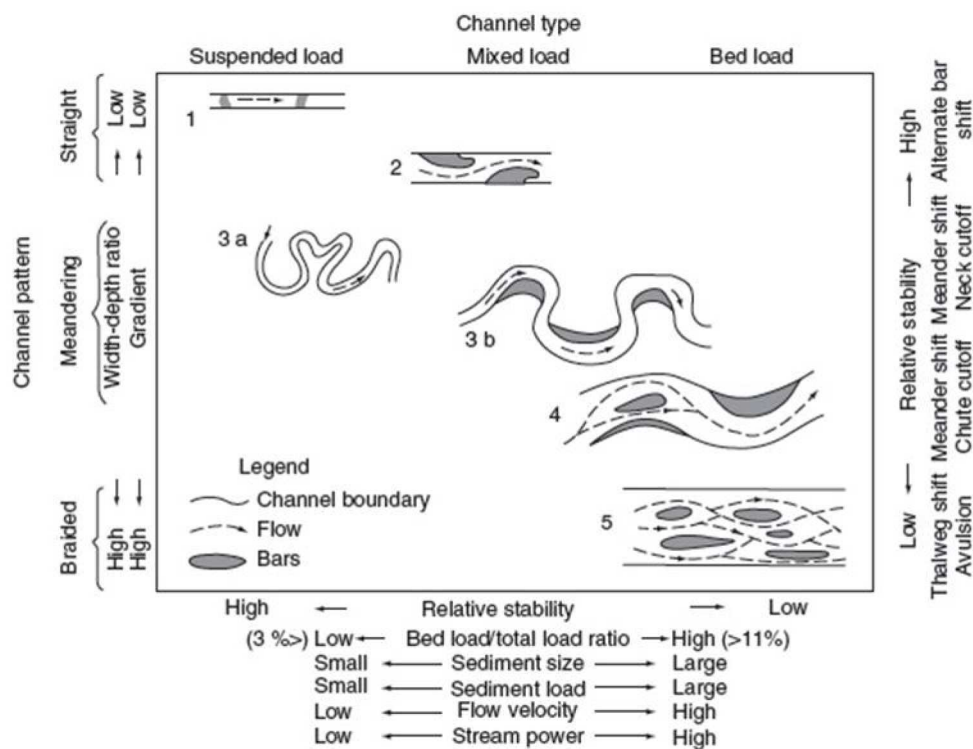 Channel type
Suspended load Mixed load Bed load
Channel pattern
Straight
Meandering
Braided
Low
Low
Width-depth ratio
Gradient
High
High
1
2
3 a
3 b
4
5
Legend
Channel boundary
Flow
Bars
High
Relative stability
Low
Alternate bar
shift
Meander shift
Neck cutoff
Meander shift
Chute cutoff
Thalweg shift
Avulsion
High Relative stability Low
(3 %>) Low Bed load/total load ratio High (>11%)
Small Sediment size Large
Small Sediment load Large
Low Flow velocity High
Low Stream power High